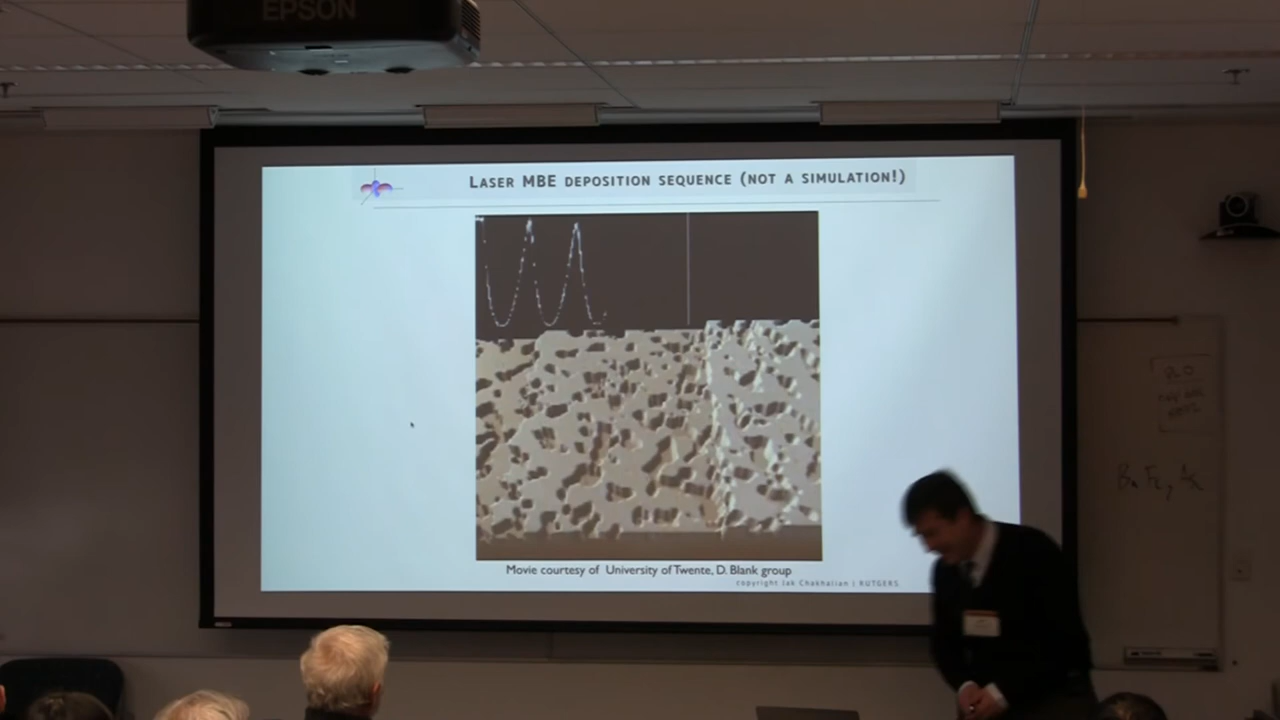 EPSON
LASER MBE DEPOSITION SEQUENCE (NOT A SIMULATION!)
Movie courtesy of University of Twente, D. Blank group
copyright Jak Chakhalian | RUTGERS